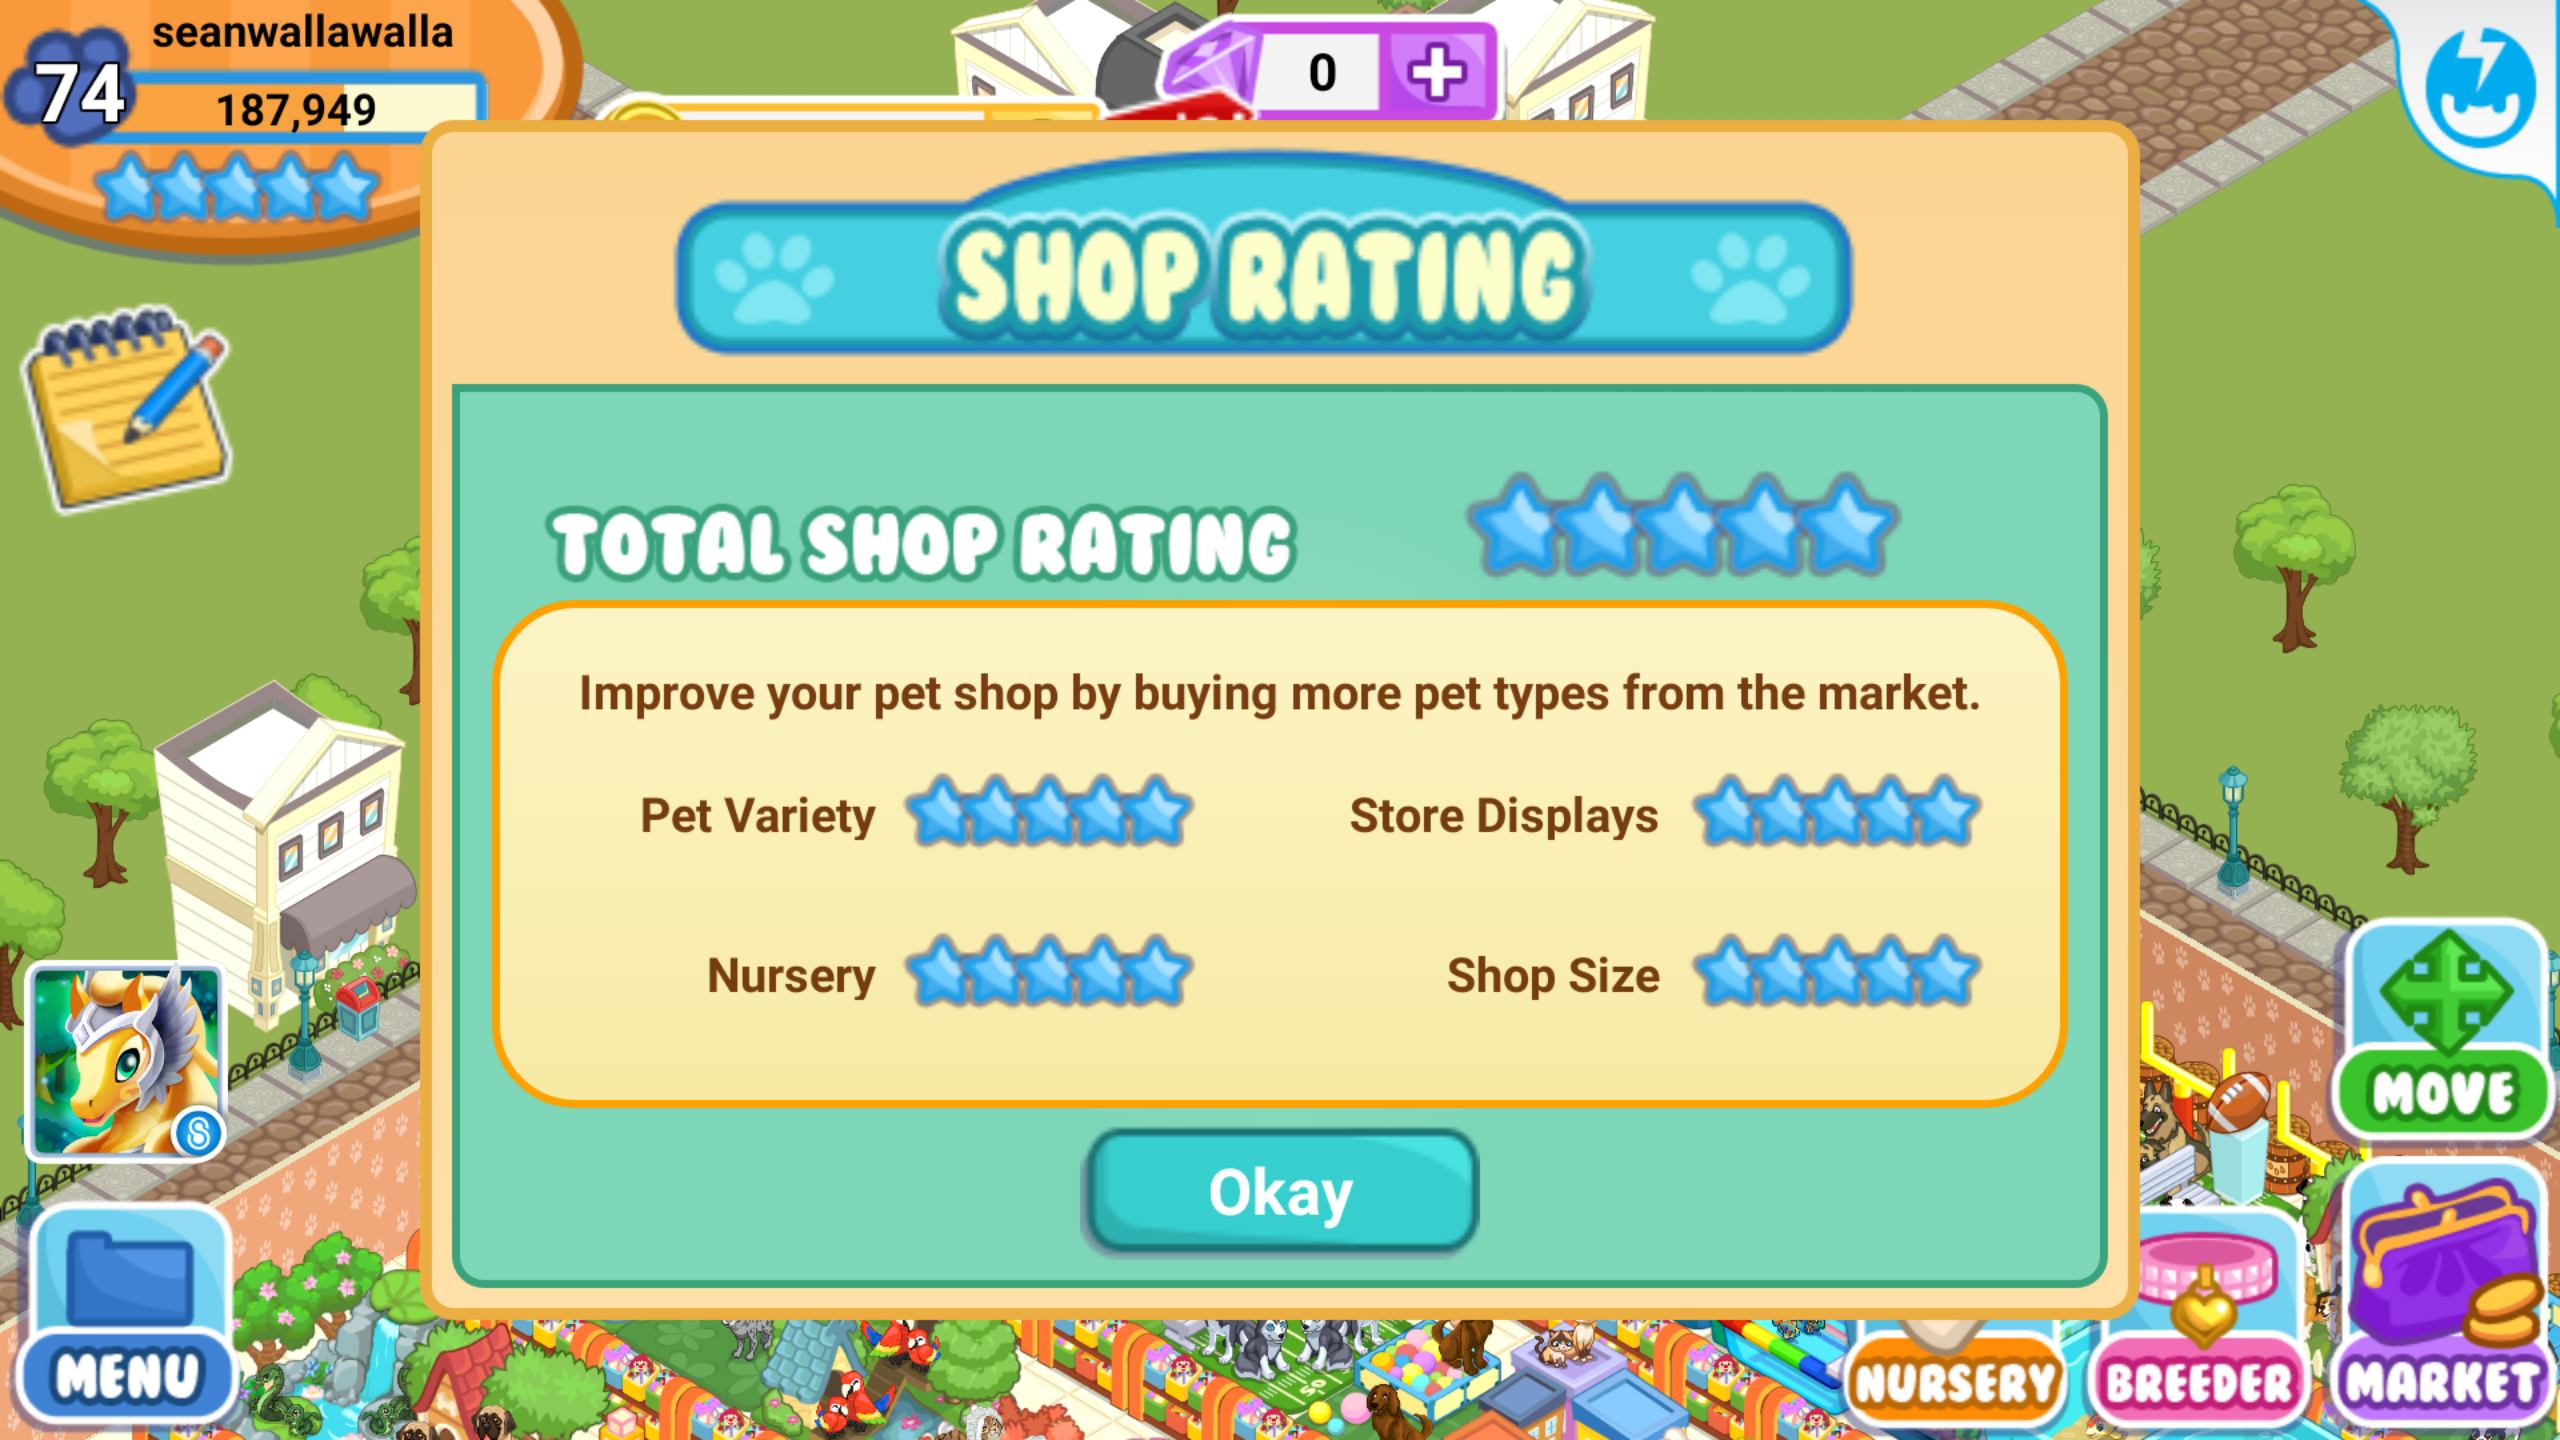 seanwallawalla
74
187,949
0
SHOP RATING
TOTAL SHOP RATING
Improve your pet shop by buying more pet types from the market.
Pet Variety
Store Displays
Nursery
Shop Size
Okay
MOVE
MENU
NURSERY
BREEDER
MARKET
50